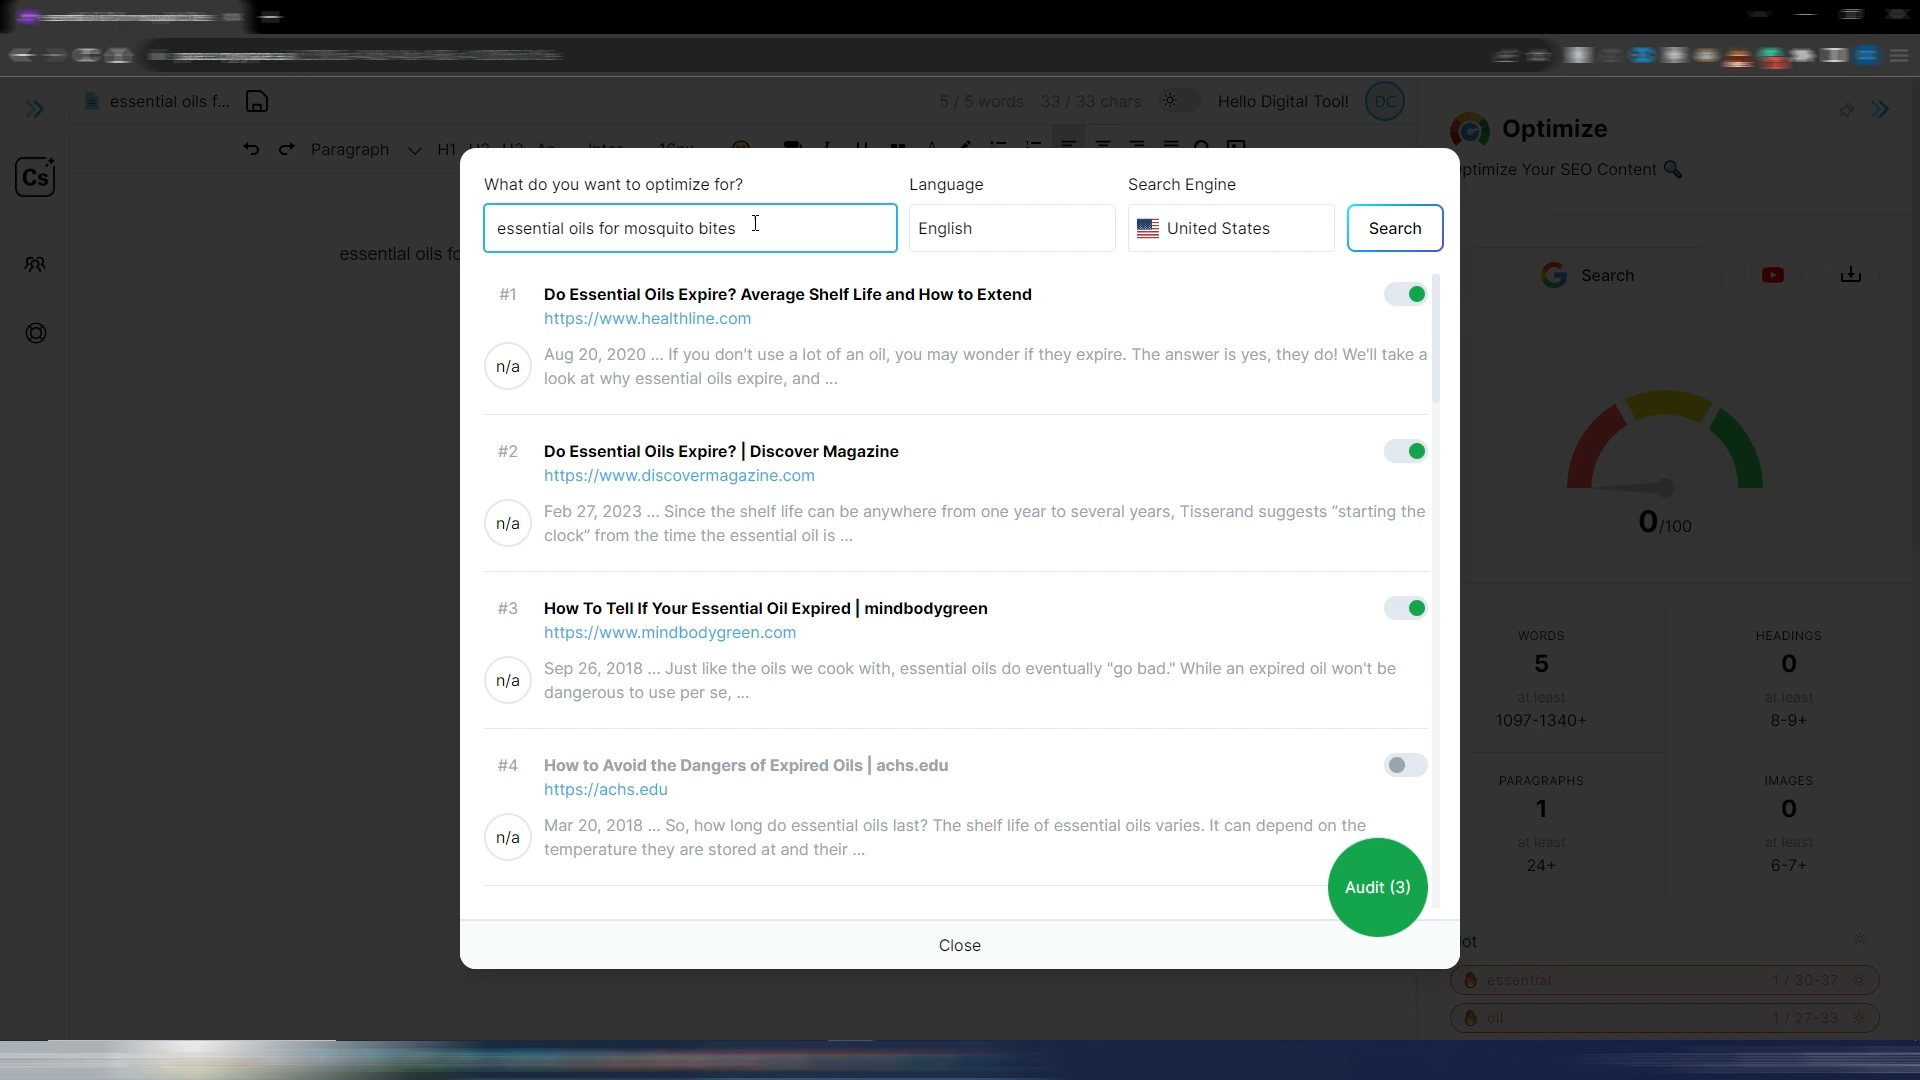 essential oils f...
5 / 5 words 33 / 33 chars Hello Digital Tool! DC
Optimize
ptimize Your SEO Content
Cs
Paragraph H1
essential oils fo
Search
What do you want to optimize for? Language Search Engine
essential oils for mosquito bites English United States Search
#1 Do Essential Oils Expire? Average Shelf Life and How to Extend
https://www.healthline.com
n/a
Aug 20, 2020 ... If you don't use a lot of an oil, you may wonder if they expire. The answer is yes, they do! We'll take a
look at why essential oils expire, and ...
#2 Do Essential Oils Expire? | Discover Magazine
https://www.discovermagazine.com
n/a
Feb 27, 2023 ... Since the shelf life can be anywhere from one year to several years, Tisserand suggests “starting the
clock” from the time the essential oil is ...
#3 How To Tell If Your Essential Oil Expired | mindbodygreen
https://www.mindbodygreen.com
n/a
Sep 26, 2018 ... Just like the oils we cook with, essential oils do eventually "go bad." While an expired oil won't be
dangerous to use per se, ...
#4 How to Avoid the Dangers of Expired Oils | achs.edu
https://achs.edu
n/a
Mar 20, 2018 ... So, how long do essential oils last? The shelf life of essential oils varies. It can depend on the
temperature they are stored at and their ...
Audit (3)
Close
0/100
WORDS HEADINGS
5 0
at least at least
1097-1340+ 8-9+
PARAGRAPHS IMAGES
1 0
at least at least
24+ 6-7+
ot
essential 1 / 30-37
oil 1 / 27-33